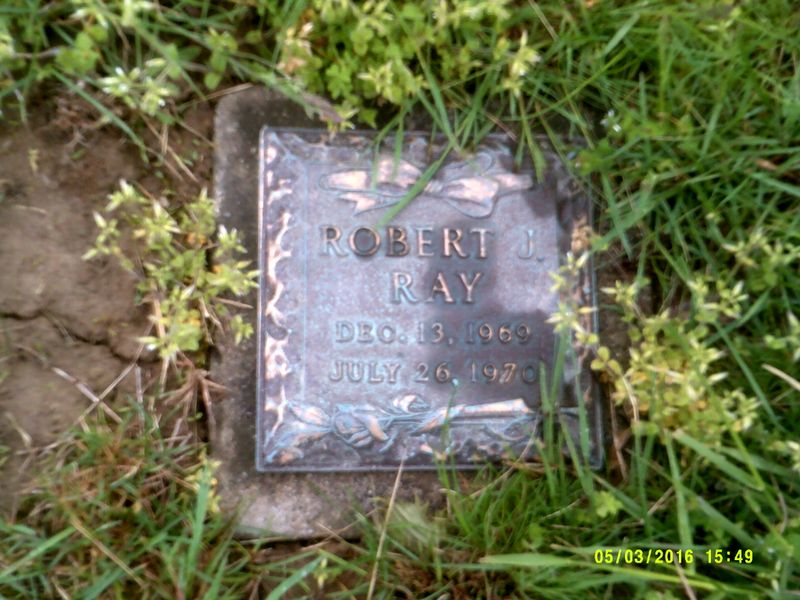 ROBERT J.
RAY
DEC. 13, 1969
JULY 26, 1970
05/03/2016 15:49